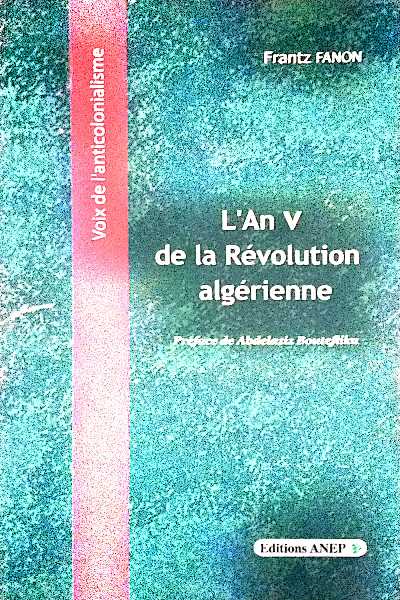 Frantz FANON
Voix de l'anticolonialisme
L'An V
de la Révolution
algérienne
Préface de Abdelaziz Bouteflika
Editions ANEP